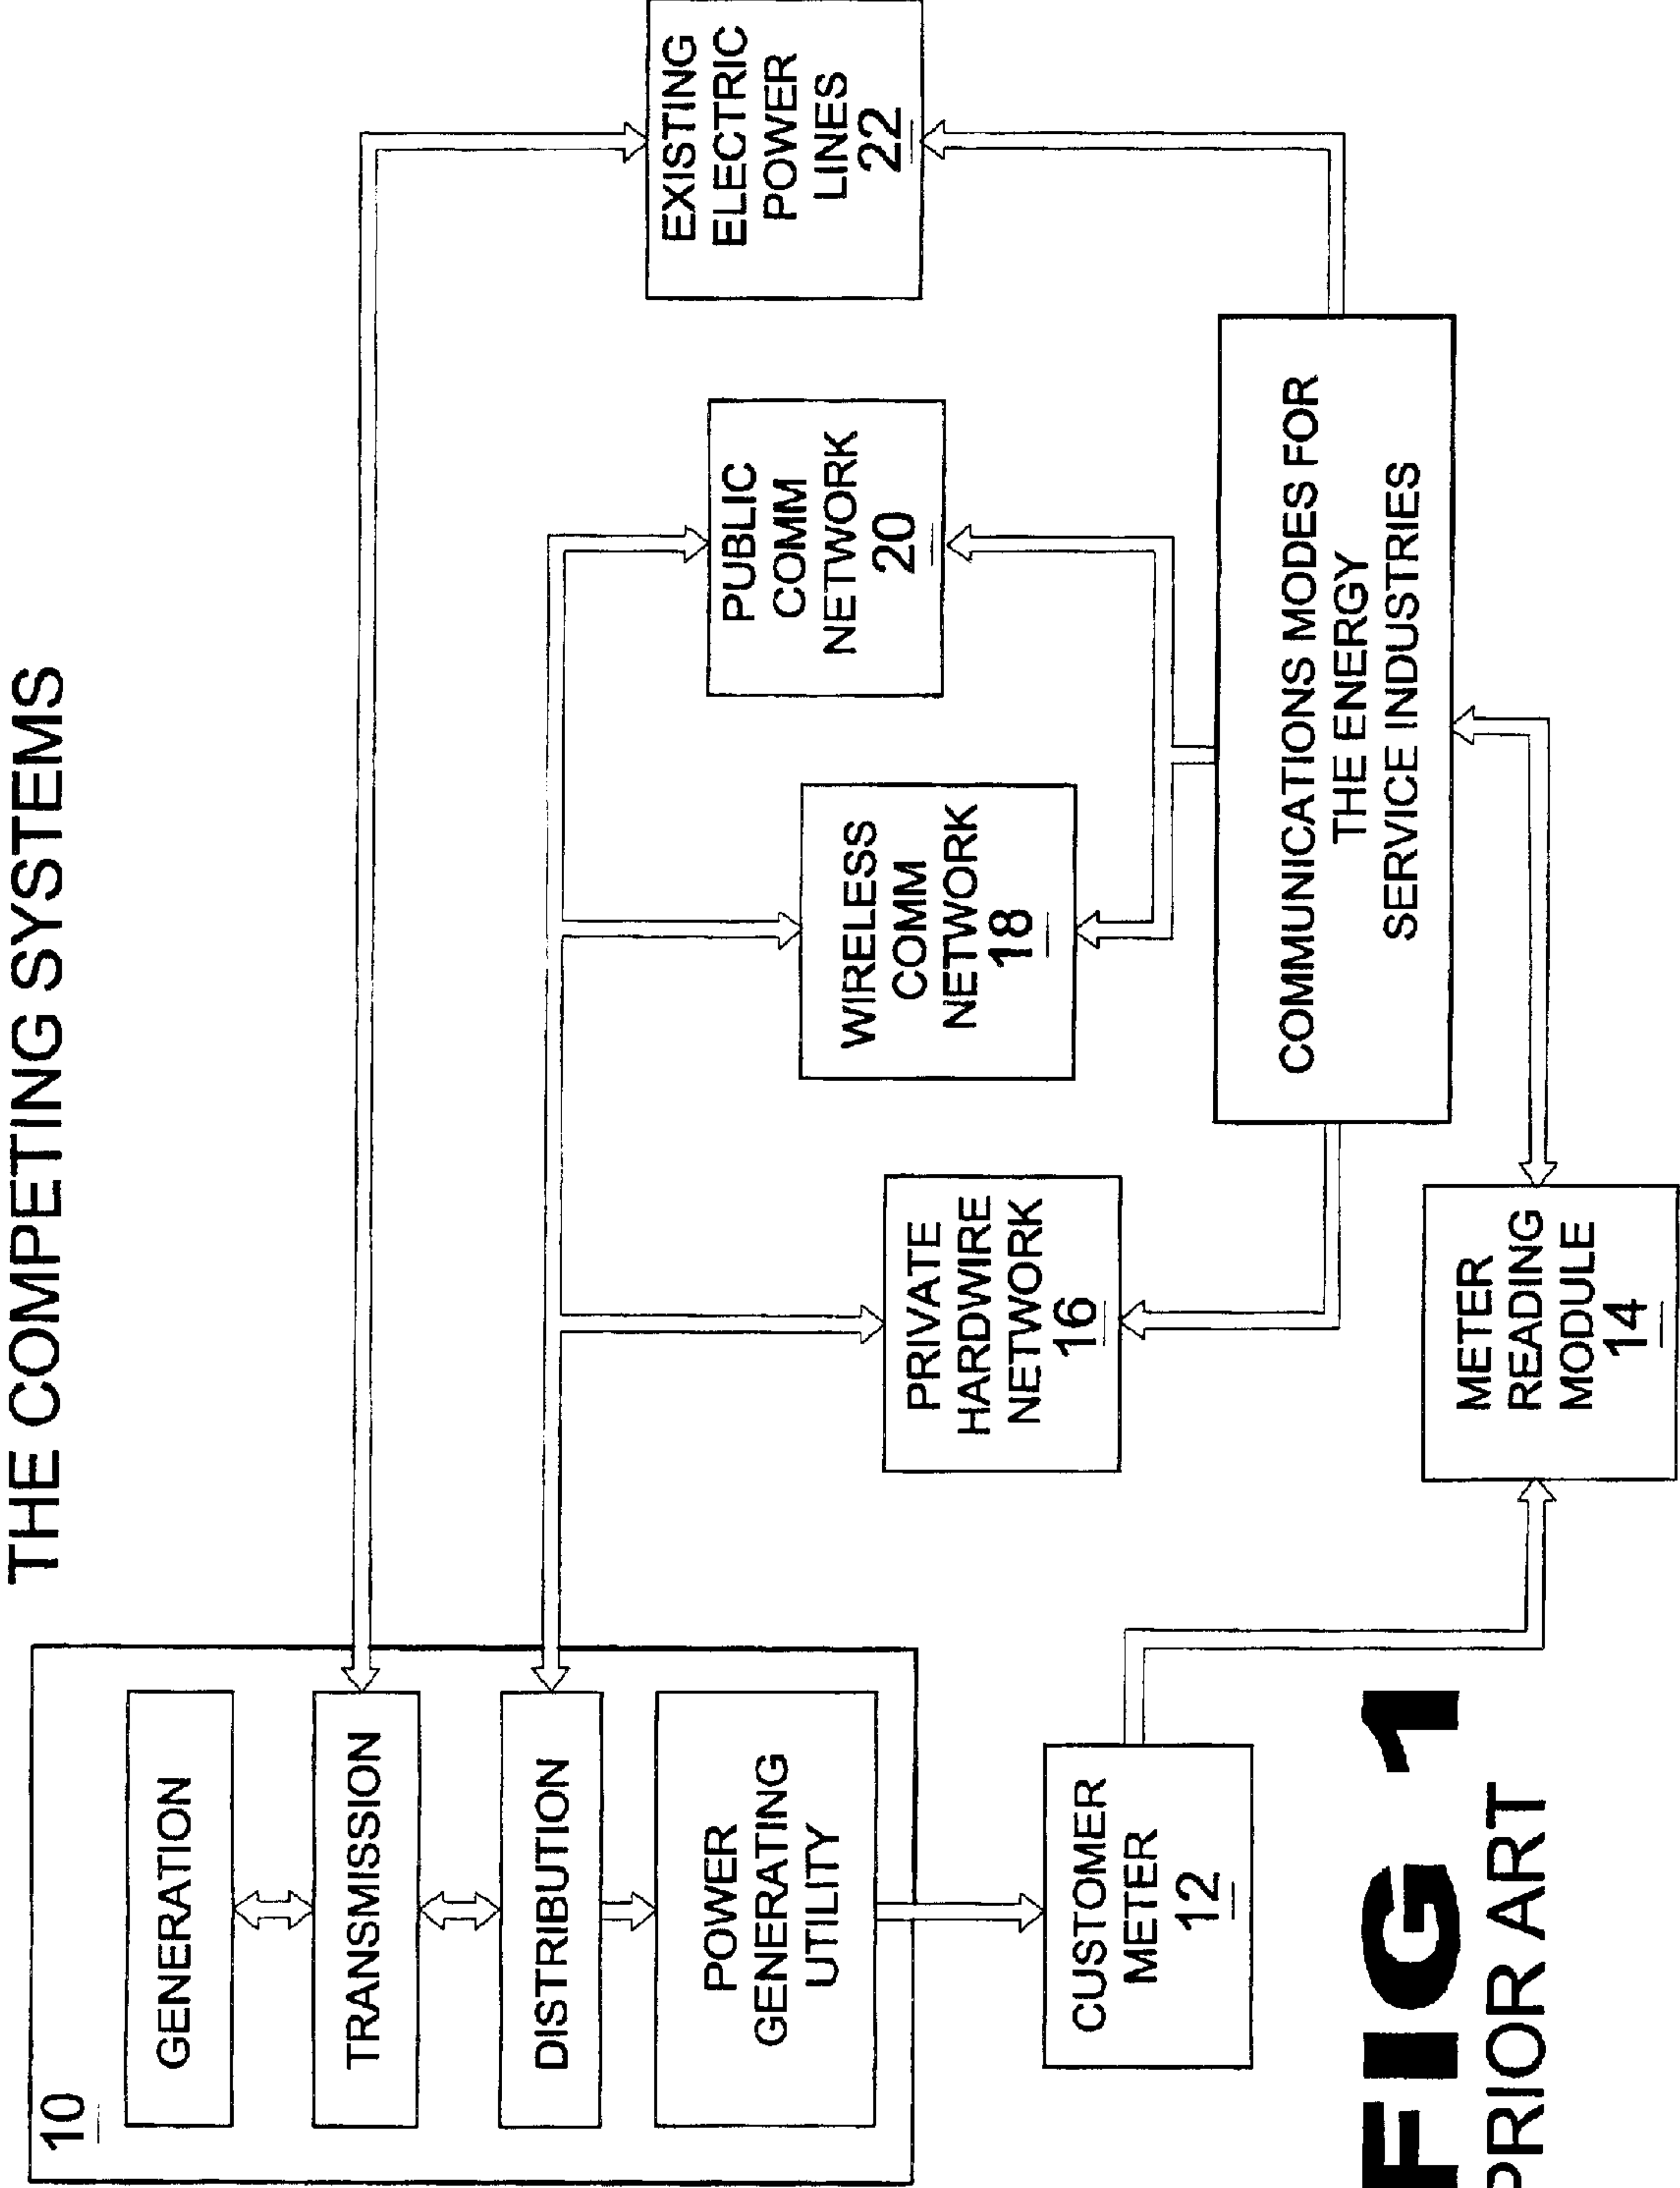 THE COMPETING SYSTEMS
10
GENERATION
TRANSMISSION
DISTRIBUTION
POWER
GENERATING
UTILITY
CUSTOMER
METER
12
METER
READING
MODULE
14
PRIVATE
HARDWIRE
NETWORK
16
WIRELESS
COMM
NETWORK
18
PUBLIC
COMM
NETWORK
20
EXISTING
ELECTRIC
POWER
LINES
22
COMMUNICATIONS MODES FOR
THE ENERGY
SERVICE INDUSTRIES
FIG 1
PRIOR ART